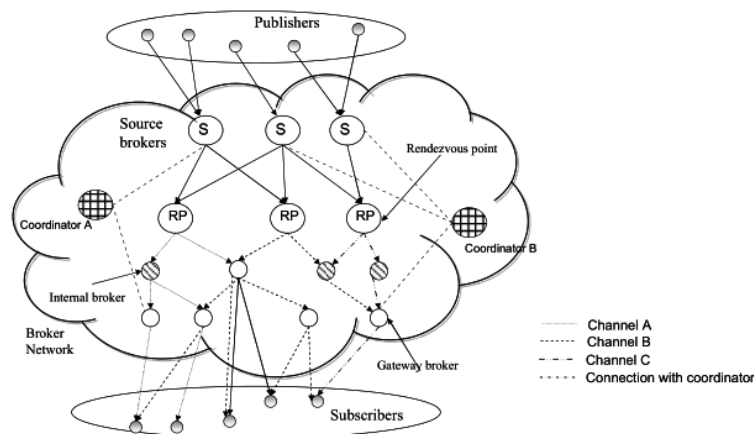 Publishers
Source
brokers
S
S
S
Rendezvous point
RP
RP
RP
Coordinator A
Coordinator B
Internal broker
Broker
Network
Gateway broker
Subscribers
Channel A
Channel B
Channel C
Connection with coordinator